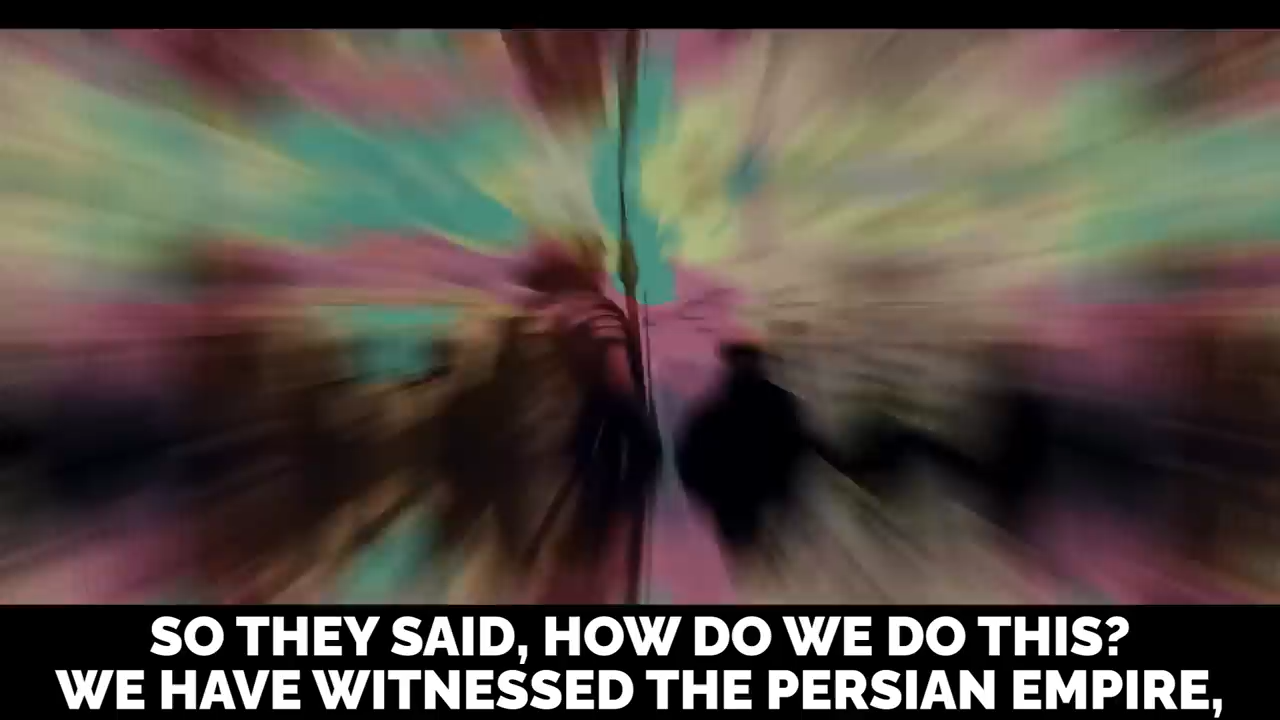 SO THEY SAID, HOW DO WE DO THIS?
WE HAVE WITNESSED THE PERSIAN EMPIRE,